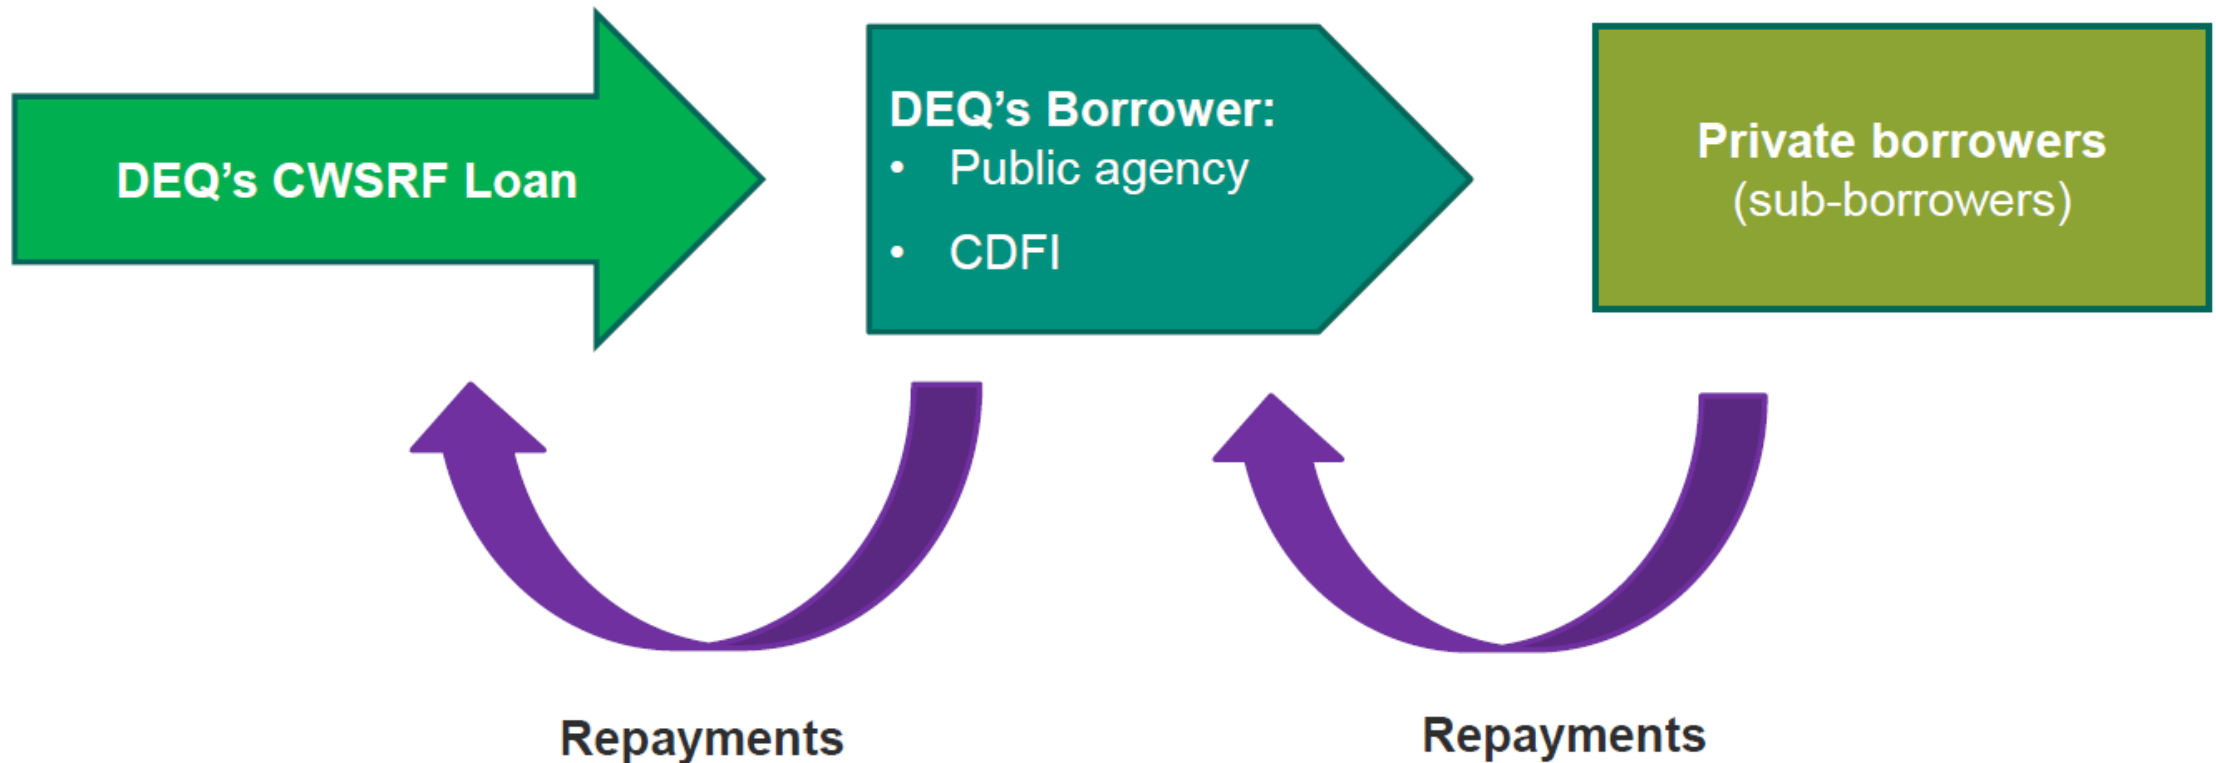 DEQ’s CWSRF Loan
DEQ’s Borrower:
• Public agency
• CDFI
Private borrowers
(sub-borrowers)
Repayments
Repayments